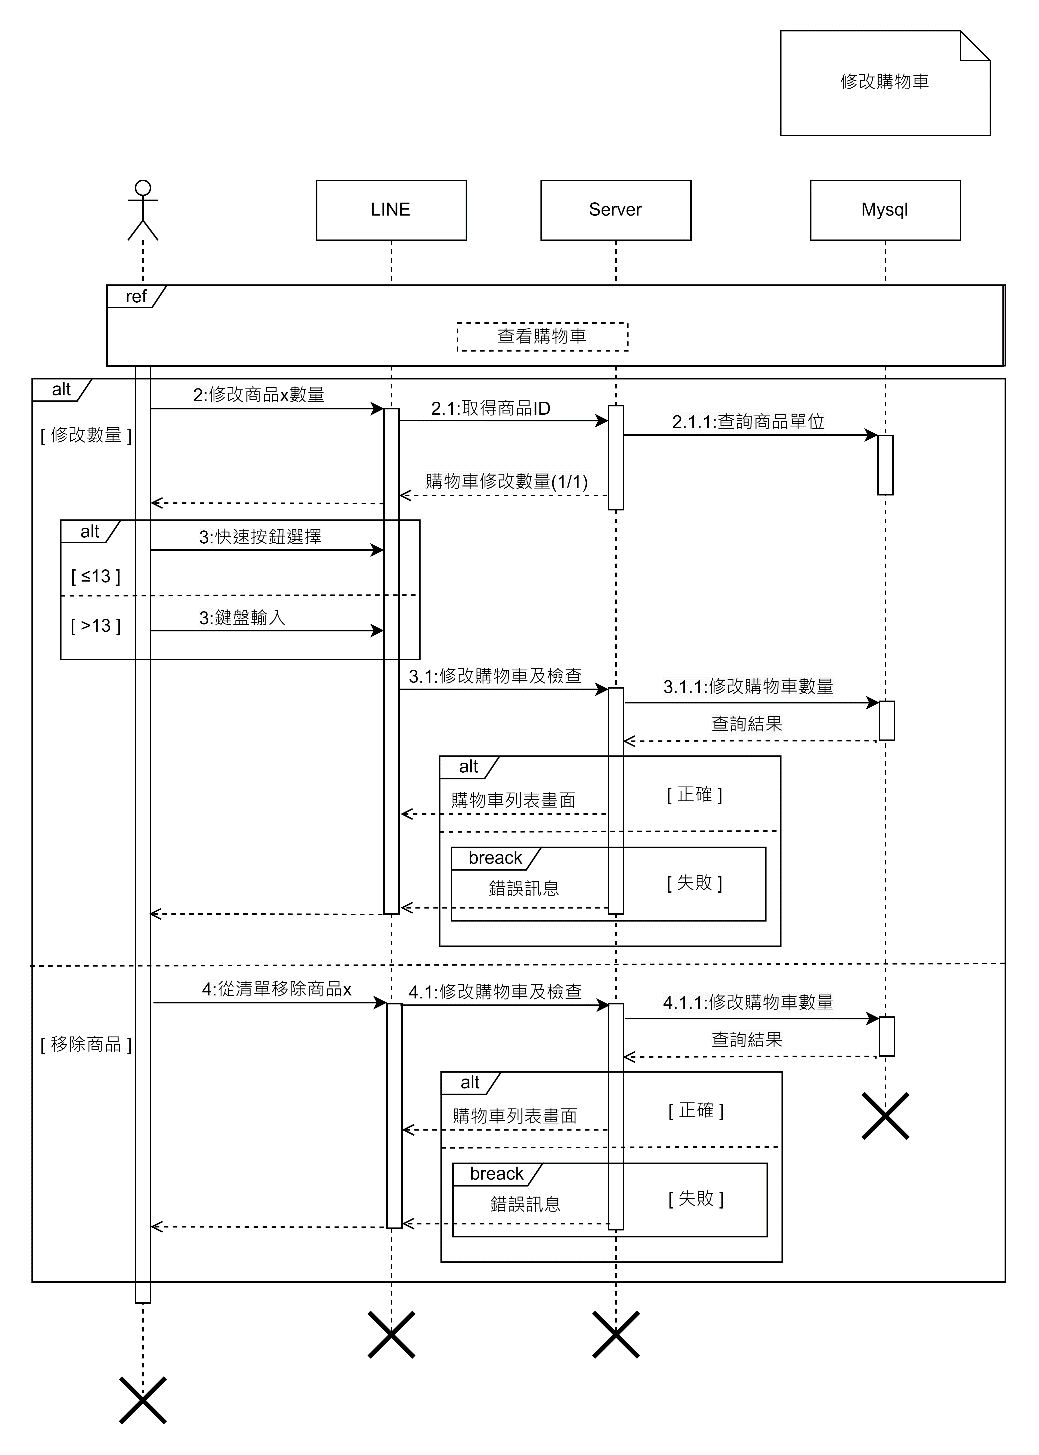 修改購物車
LINE
Server
Mysql
ref
查看購物車
alt
2:修改商品x數量
2.1:取得商品ID
2.1.1:查詢商品單位
[ 修改數量 ]
購物車修改數量(1/1)
alt
3:快速按鈕選擇
[ ≤13 ]
3:鍵盤輸入
[ >13 ]
3.1:修改購物車及檢查
3.1.1:修改購物車數量
查詢結果
alt
購物車列表畫面
[ 正確 ]
breack
錯誤訊息
[ 失敗 ]
4:從清單移除商品x
4.1:修改購物車及檢查
4.1.1:修改購物車數量
[ 移除商品 ]
查詢結果
alt
購物車列表畫面
[ 正確 ]
breack
錯誤訊息
[ 失敗 ]